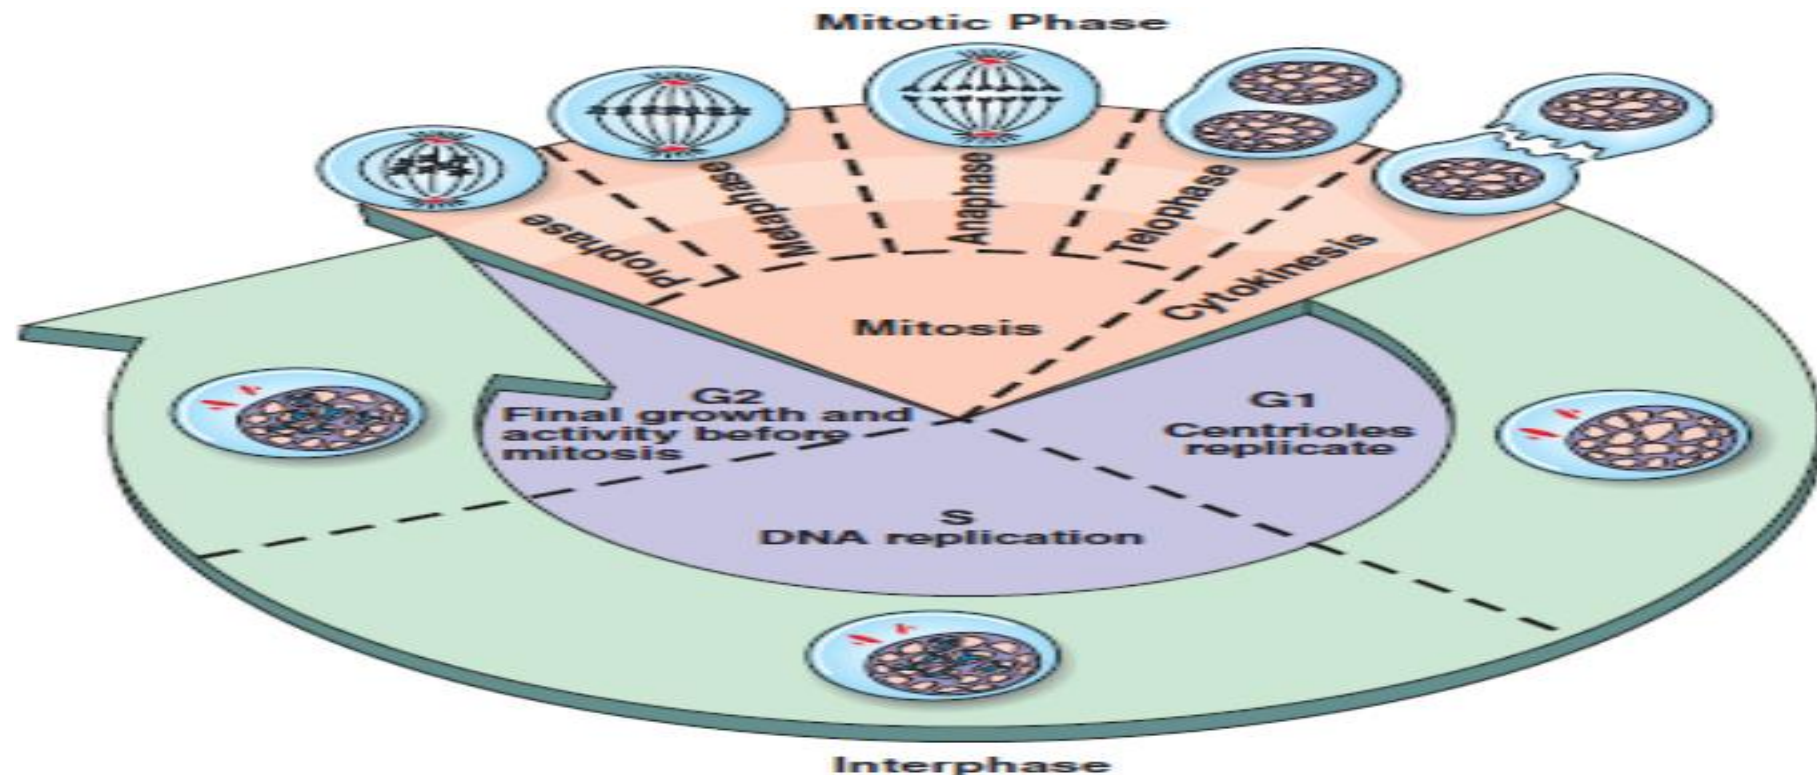 Mitotic Phase
Prophase
Metaphase
Anaphase
Telophase
Cytokinesis
Mitosis
G2
Final growth and
activity before
mitosis
G1
Centrioles
replicate
S
DNA replication
Interphase